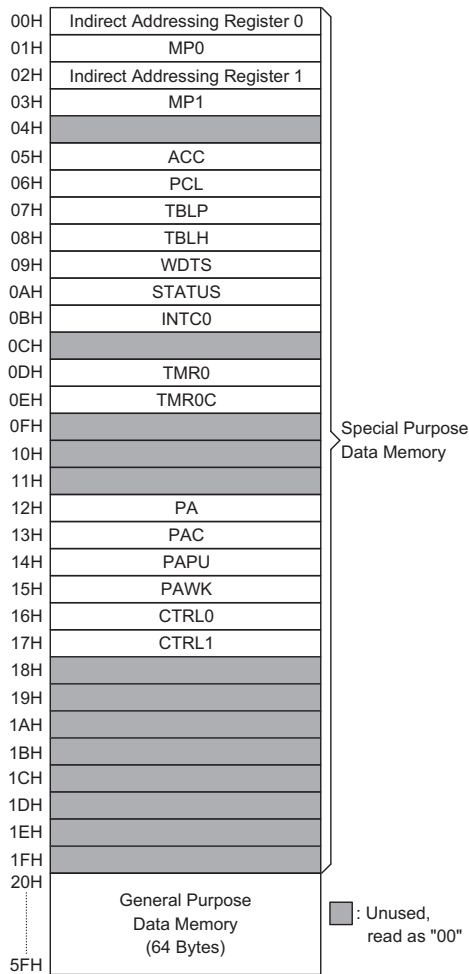 00H Indirect Addressing Register 0
01H MP0
02H Indirect Addressing Register 1
03H MP1
04H
05H ACC
06H PCL
07H TBLP
08H TBLH
09H WDTS
0AH STATUS
0BH INTC0
0CH
0DH TMR0
0EH TMR0C
0FH
10H
11H
12H PA
13H PAC
14H PAPU
15H PAWK
16H CTRL0
17H CTRL1
18H
19H
1AH
1BH
1CH
1DH
1EH
1FH
Special Purpose
Data Memory
20H
General Purpose
Data Memory
(64 Bytes)
5FH
: Unused,
read as "00"